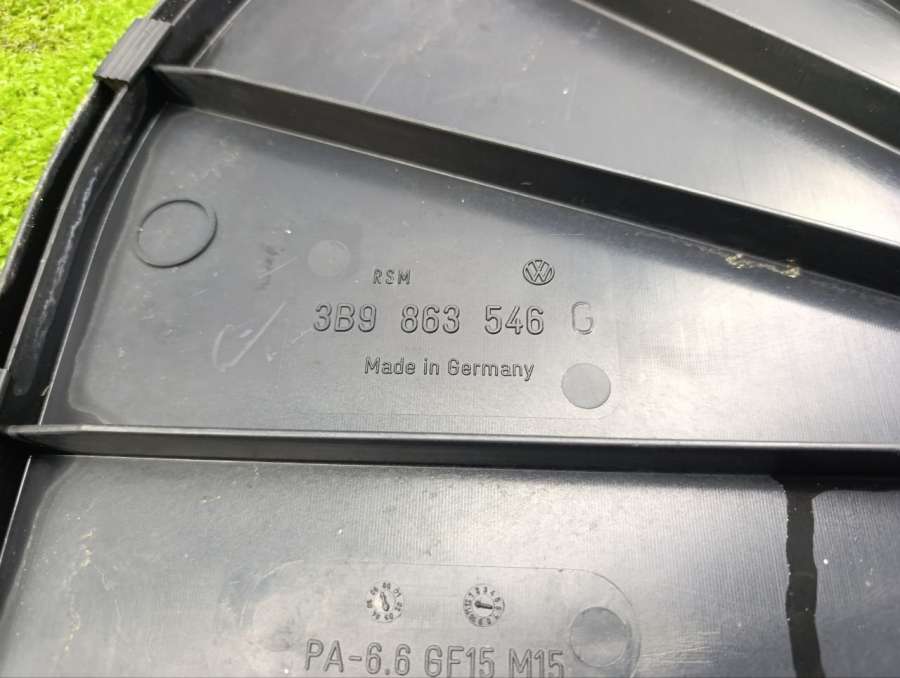 RSM
3B9 863 546 G
Made in Germany
PA-6.6 GF15 M15